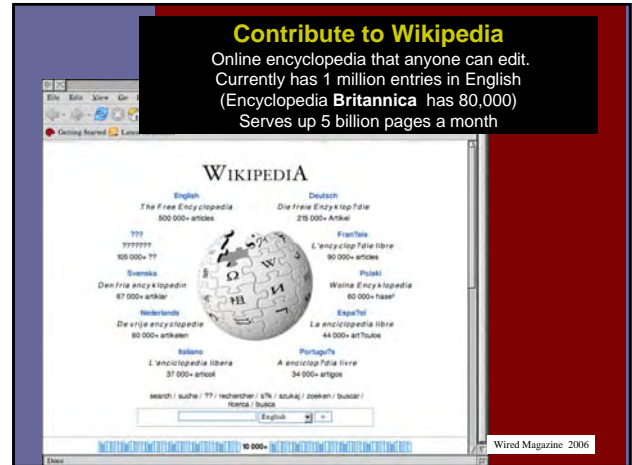 Contribute to Wikipedia
Online encyclopedia that anyone can edit.
Currently has 1 million entries in English
(Encyclopedia Britannica has 80,000)
Serves up 5 billion pages a month
File Edit View Go
Getting Started Latest
WIKIPEDIA
English
The Free Encyclopedia
500 000+ articles
Deutsch
Die freie Enzyklop?die
215 000+ Artikel
???
???????
105 000+ ??
Fran?ais
L'encyclop?die libre
90 000+ articles
Svenska
Den fria encyklopedin
67 000+ artiklar
Polski
Wolna Encyklopedia
60 000+ hase?
Nederlands
De vrije encyclopedie
60 000+ artikelen
Espa?ol
La enciclopedia libre
44 000+ art?culos
Italiano
L'enciclopedia libera
37 000+ articoli
Portugu?s
A enciclop?dia livre
34 000+ artigos
search / suche / ?? / rechercher / s?k / szukaj / zoeken / buscar /
ricerca / busca
English
10 000+
Wired Magazine 2006
Done